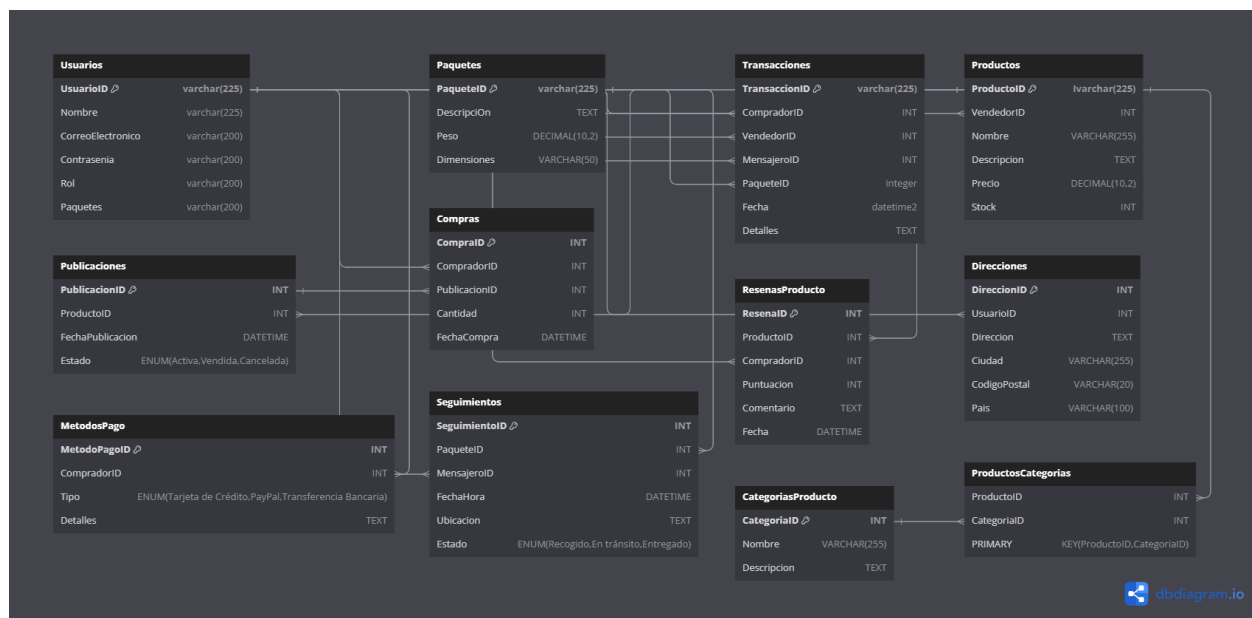 Usuarios
UsuarioID varchar(225)
Nombre varchar(225)
CorreoElectronico varchar(200)
Contrasenia varchar(200)
Rol varchar(200)
Paquetes varchar(200)
Publicaciones
PublicacionID INT
ProductoID INT
FechaPublicacion DATETIME
Estado ENUM(Activa,Vendida,Cancelada)
MetodosPago
MetodoPagoID INT
CompradorID INT
Tipo ENUM(Tarjeta de Crédito,PayPal,Transferencia Bancaria)
Detalles TEXT
Paquetes
PaqueteID varchar(225)
DescripciOn TEXT
Peso DECIMAL(10,2)
Dimensiones VARCHAR(50)
Compras
CompraID INT
CompradorID INT
PublicacionID INT
Cantidad INT
FechaCompra DATETIME
Seguimientos
SeguimientoID INT
PaqueteID INT
MensajeroID INT
FechaHora DATETIME
Ubicacion TEXT
Estado ENUM(Recogido,En tránsito,Entregado)
Transacciones
TransaccionID varchar(225)
CompradorID INT
VendedorID INT
MensajeroID INT
PaqueteID integer
Fecha datetime2
Detalles TEXT
ResenasProducto
ResenaID INT
ProductoID INT
CompradorID INT
Puntuacion INT
Comentario TEXT
Fecha DATETIME
CategoriasProducto
CategoriaID INT
Nombre VARCHAR(255)
Descripcion TEXT
Productos
ProductoID Ivarchar(225)
VendedorID INT
Nombre VARCHAR(255)
Descripcion TEXT
Precio DECIMAL(10,2)
Stock INT
Direcciones
DireccionID INT
UsuarioID INT
Direccion TEXT
Ciudad VARCHAR(255)
CodigoPostal VARCHAR(20)
Pais VARCHAR(100)
ProductosCategorias
ProductoID INT
CategoriaID INT
PRIMARY KEY(ProductoID,CategoriaID)
dbdiagram.io